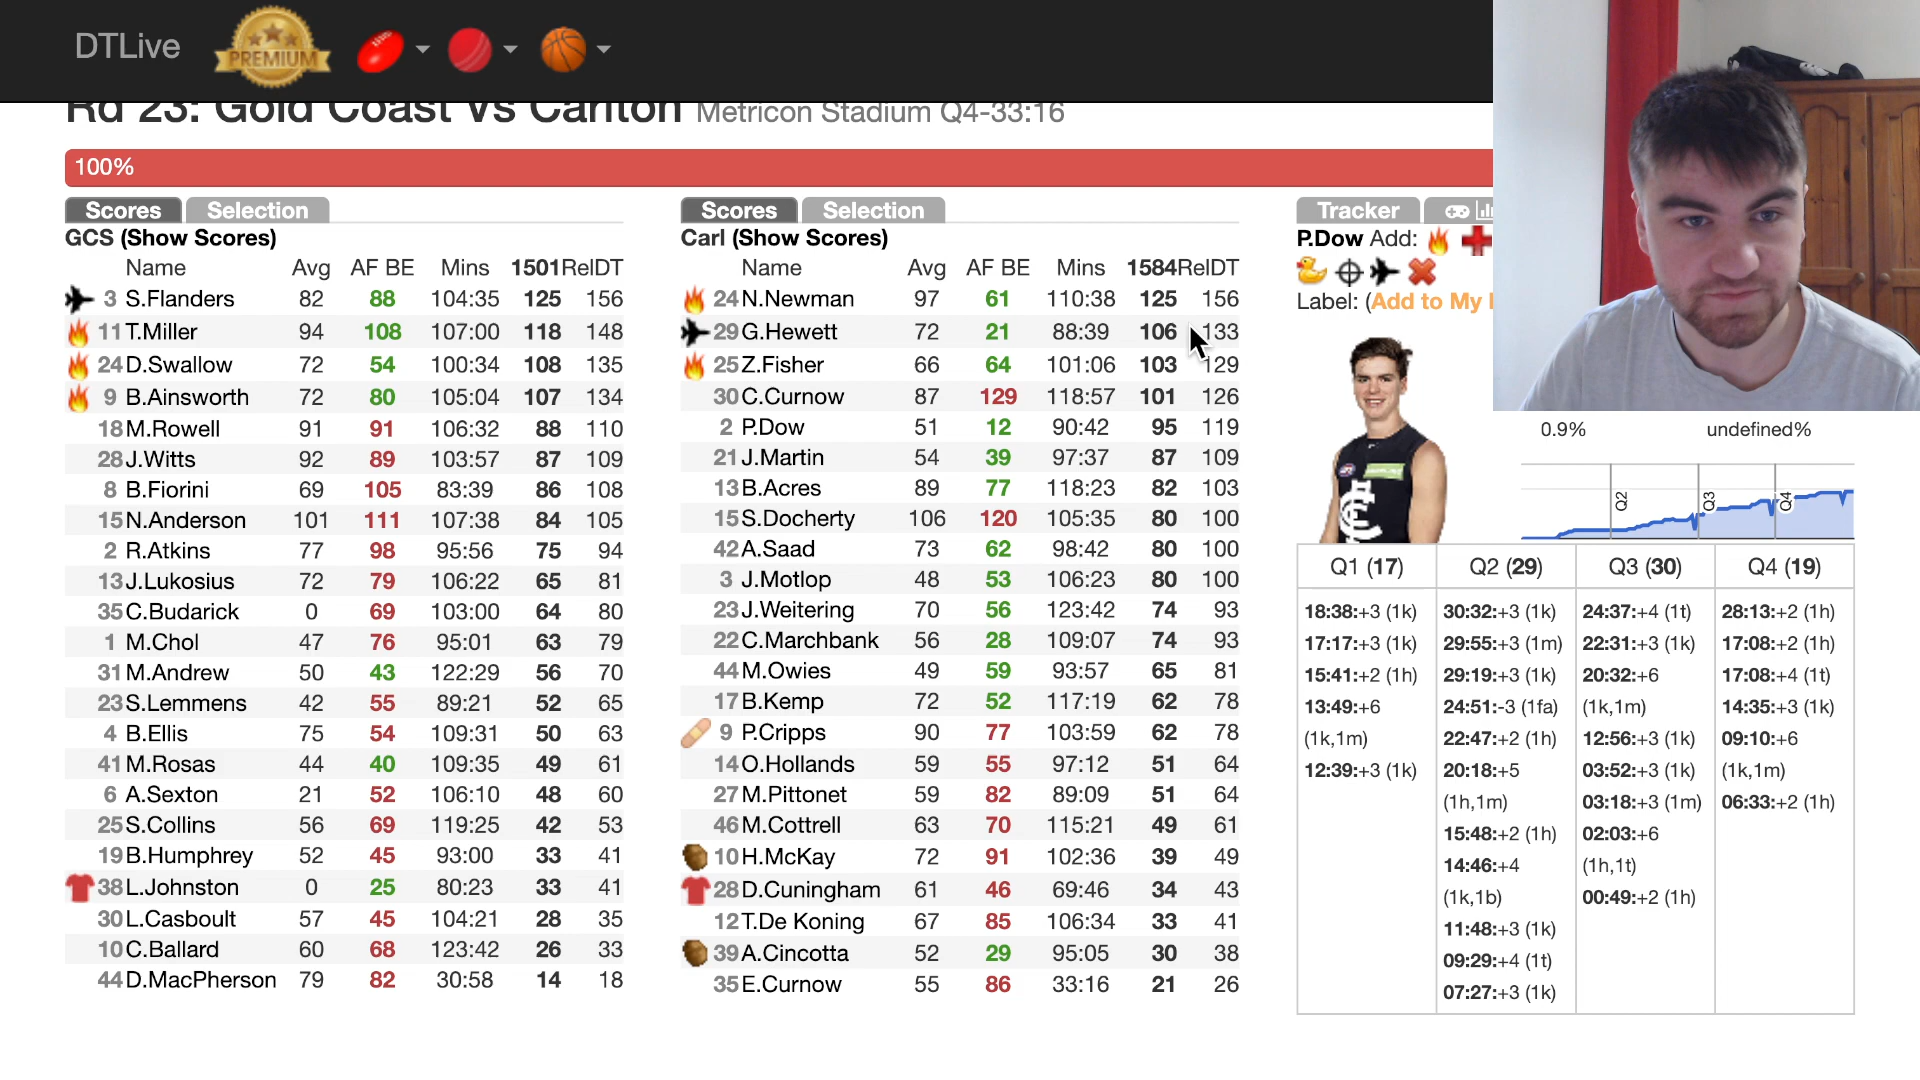 DTLive
PREMIUM
Rd 23: Gold Coast Vs Carlton Metricon Stadium Q4-33:16
100%
Scores Selection
GCS (Show Scores)
Name Avg AF BE Mins 1501 RelDT
3 S.Flanders 82 88 104:35 125 156
11 T.Miller 94 108 107:00 118 148
24 D.Swallow 72 54 100:34 108 135
9 B.Ainsworth 72 80 105:04 107 134
18 M.Rowell 91 91 106:32 88 110
28 J.Witts 92 89 103:57 87 109
8 B.Fiorini 69 105 83:39 86 108
15 N.Anderson 101 111 107:38 84 105
2 R.Atkins 77 98 95:56 75 94
13 J.Lukosius 72 79 106:22 65 81
35 C.Budarick 0 69 103:00 64 80
1 M.Chol 47 76 95:01 63 79
31 M.Andrew 50 43 122:29 56 70
23 S.Lemmens 42 55 89:21 52 65
4 B.Ellis 75 54 109:31 50 63
41 M.Rosas 44 40 109:35 49 61
6 A.Sexton 21 52 106:10 48 60
25 S.Collins 56 69 119:25 42 53
19 B.Humphrey 52 45 93:00 33 41
38 L.Johnston 0 25 80:23 33 41
30 L.Casboult 57 45 104:21 28 35
10 C.Ballard 60 68 123:42 26 33
44 D.MacPherson 79 82 30:58 14 18
Scores Selection
Carl (Show Scores)
Name Avg AF BE Mins 1584 RelDT
24 N.Newman 97 61 110:38 125 156
29 G.Hewett 72 21 88:39 106 133
25 Z.Fisher 66 64 101:06 103 129
30 C.Curnow 87 129 118:57 101 126
2 P.Dow 51 12 90:42 95 119
21 J.Martin 54 39 97:37 87 109
13 B.Acres 89 77 118:23 82 103
15 S.Docherty 106 120 105:35 80 100
42 A.Saad 73 62 98:42 80 100
3 J.Motlop 48 53 106:23 80 100
23 J.Weitering 70 56 123:42 74 93
22 C.Marchbank 56 28 109:07 74 93
44 M.Owies 49 59 93:57 65 81
17 B.Kemp 72 52 117:19 62 78
9 P.Cripps 90 77 103:59 62 78
14 O.Hollands 59 55 97:12 51 64
27 M.Pittonet 59 82 89:09 51 64
46 M.Cottrell 63 70 115:21 49 61
10 H.McKay 72 91 102:36 39 49
28 D.Cuningham 61 46 69:46 34 43
12 T.De Koning 67 85 106:34 33 41
39 A.Cincotta 52 29 95:05 30 38
35 E.Curnow 55 86 33:16 21 26
Tracker
P.Dow Add:
Label: (Add to My
0.9% undefined%
Q2 Q3 Q4
Q1 (17)
18:38:+3 (1k)
17:17:+3 (1k)
15:41:+2 (1h)
13:49:+6
(1k,1m)
12:39:+3 (1k)
Q2 (29)
30:32:+3 (1k)
29:55:+3 (1m)
29:19:+3 (1k)
24:51:-3 (1fa)
22:47:+2 (1h)
20:18:+5
(1h,1m)
15:48:+2 (1h)
14:46:+4
(1k,1b)
11:48:+3 (1k)
09:29:+4 (1t)
07:27:+3 (1k)
Q3 (30)
24:37:+4 (1t)
22:31:+3 (1k)
20:32:+6
(1k,1m)
12:56:+3 (1k)
03:52:+3 (1k)
03:18:+3 (1m)
02:03:+6
(1h,1t)
00:49:+2 (1h)
Q4 (19)
28:13:+2 (1h)
17:08:+2 (1h)
17:08:+4 (1t)
14:35:+3 (1k)
09:10:+6
(1k,1m)
06:33:+2 (1h)